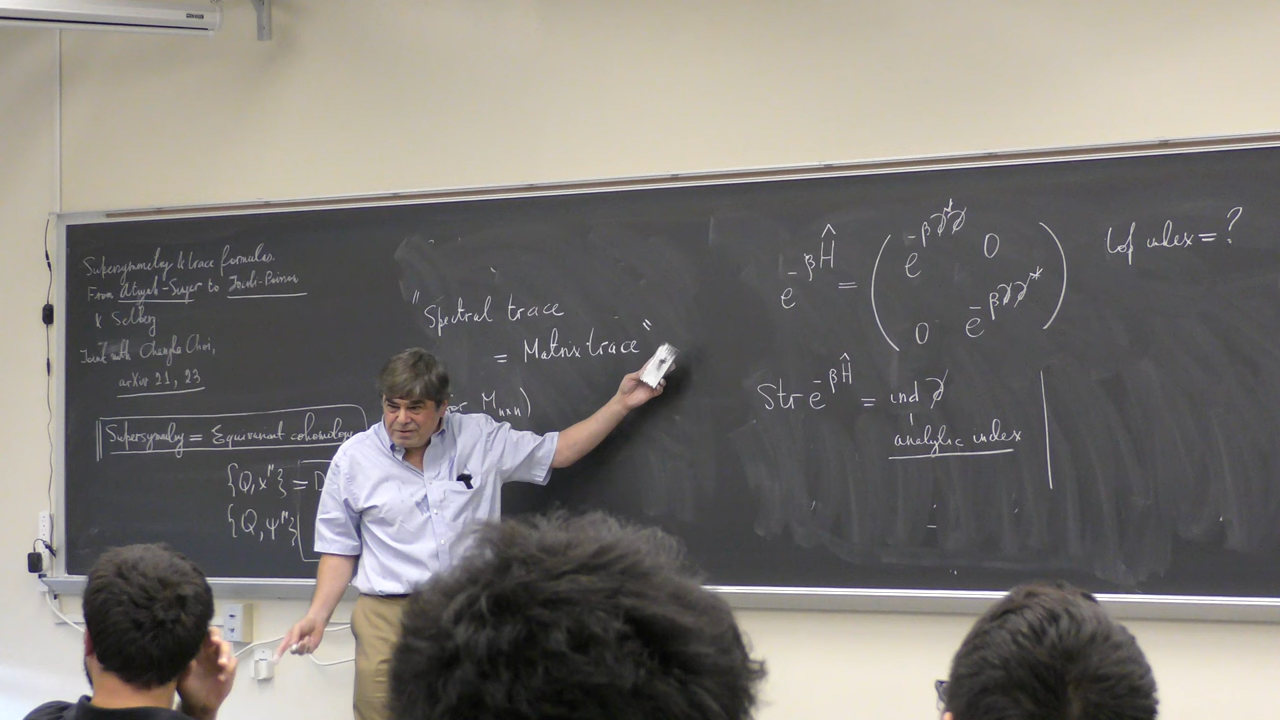 Supersymmetry & trace formulas.
From Atiyah-Singer to Jacobi-Poisson
& Selberg
Joint with Changha Choi,
arXiv 21, 23
Supersymmetry = Equivariant cohomology
{Q, x^μ} =
{Q, ψ^μ}
"Spectral trace
= Matrix trace"
M_{n×n})
e^{-βĤ} = ( e^{-β∂̸*∂̸} 0
0 e^{-β∂̸∂̸*} )
Str e^{-βĤ} = ind ∂̸
analytic index
index = ?